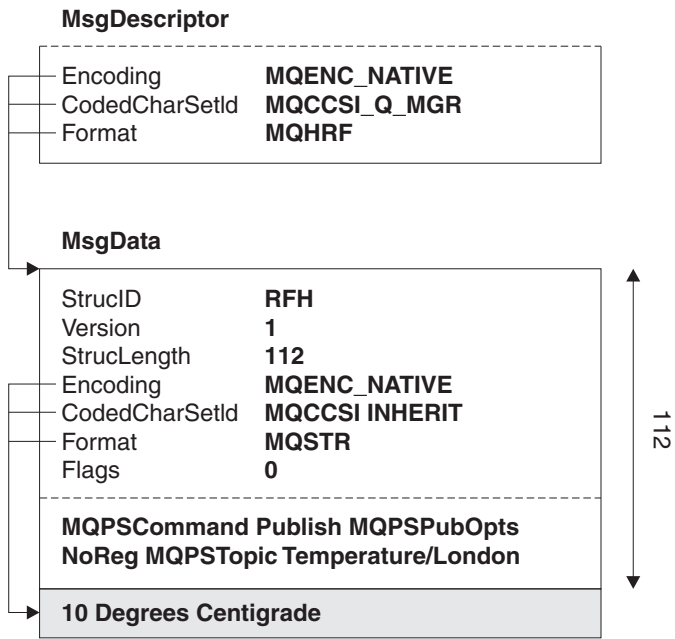 MsgDescriptor
Encoding MQENC_NATIVE
CodedCharSetId MQCCSI_Q_MGR
Format MQHRF
MsgData
StrucID RFH
Version 1
StrucLength 112
Encoding MQENC_NATIVE
CodedCharSetId MQCCSI INHERIT
Format MQSTR
Flags 0
112
MQPSCommand Publish MQPSPubOpts
NoReg MQPSTopic Temperature/London
10 Degrees Centigrade